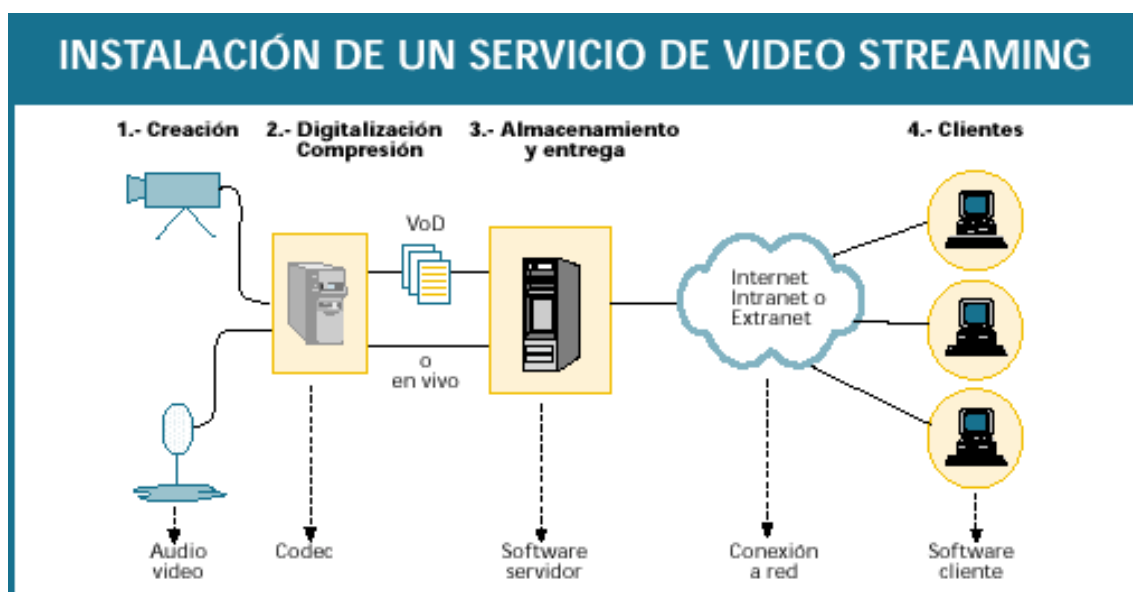 INSTALACIÓN DE UN SERVICIO DE VIDEO STREAMING
1.- Creación
2.- Digitalización
Compresión
3.- Almacenamiento
y entrega
4.- Clientes
VoD
o
en vivo
Internet
Intranet o
Extranet
Audio
video
Codec
Software
servidor
Conexión
a red
Software
cliente